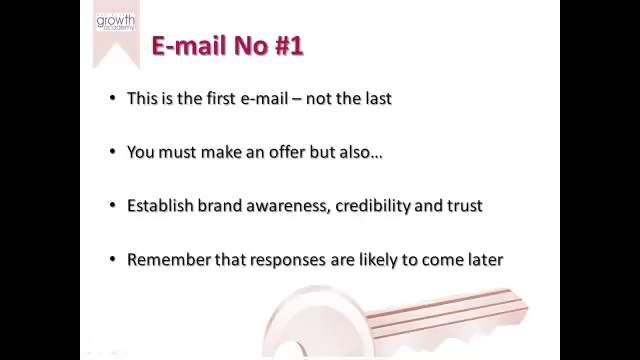 growth
academy
E-mail No #1
• This is the first e-mail – not the last
• You must make an offer but also…
• Establish brand awareness, credibility and trust
• Remember that responses are likely to come later